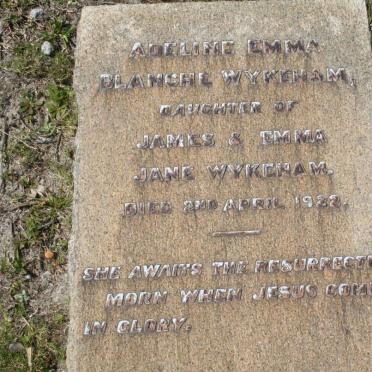 ADELINE EMMA
BLANCHE WYKEHAM,
DAUGHTER OF
JAMES & EMMA
JANE WYKEHAM.
DIED 2ND APRIL 1922.
SHE AWAITS THE RESURRECTI
MORN WHEN JESUS COME
IN GLORY.